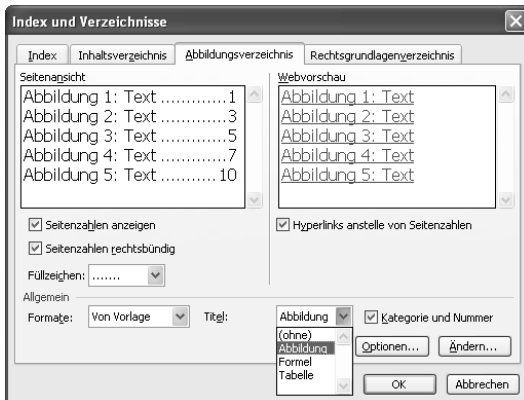 Index und Verzeichnisse
Index Inhaltsverzeichnis Abbildungsverzeichnis Rechtsgrundlagenverzeichnis
Seitenansicht
Abbildung 1: Text .............1
Abbildung 2: Text .............3
Abbildung 3: Text .............5
Abbildung 4: Text .............7
Abbildung 5: Text ...........10
Webvorschau
Abbildung 1: Text
Abbildung 2: Text
Abbildung 3: Text
Abbildung 4: Text
Abbildung 5: Text
Seitenzahlen anzeigen
Seitenzahlen rechtsbündig
Hyperlinks anstelle von Seitenzahlen
Füllzeichen: .......
Allgemein
Formate: Von Vorlage Titel: Abbildung Kategorie und Nummer
(ohne)
Abbildung
Formel
Tabelle
Optionen... Ändern...
OK Abbrechen